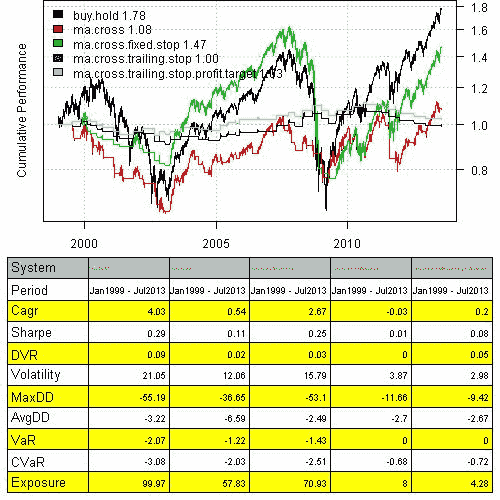 buy.hold 1.78
ma.cross 1.08
ma.cross.fixed.stop 1.47
ma.cross.trailing.stop 1.00
ma.cross.trailing.stop.profit.target 1.03
Cumulative Performance
1.8
1.6
1.4
1.2
1.0
0.8
2000 2005 2010
System
Period Jan1999 - Jul2013 Jan1999 - Jul2013 Jan1999 - Jul2013 Jan1999 - Jul2013 Jan1999 - Jul2013
Cagr 4.03 0.54 2.67 -0.03 0.2
Sharpe 0.29 0.11 0.25 0.01 0.08
DVR 0.09 0.02 0.03 0 0.05
Volatility 21.05 12.06 15.79 3.87 2.98
MaxDD -55.19 -36.65 -53.1 -11.66 -9.42
AvgDD -3.22 -6.59 -2.49 -2.7 -2.67
VaR -2.07 -1.22 -1.43 0 0
CVaR -3.08 -2.03 -2.51 -0.68 -0.72
Exposure 99.97 57.83 70.93 8 4.28